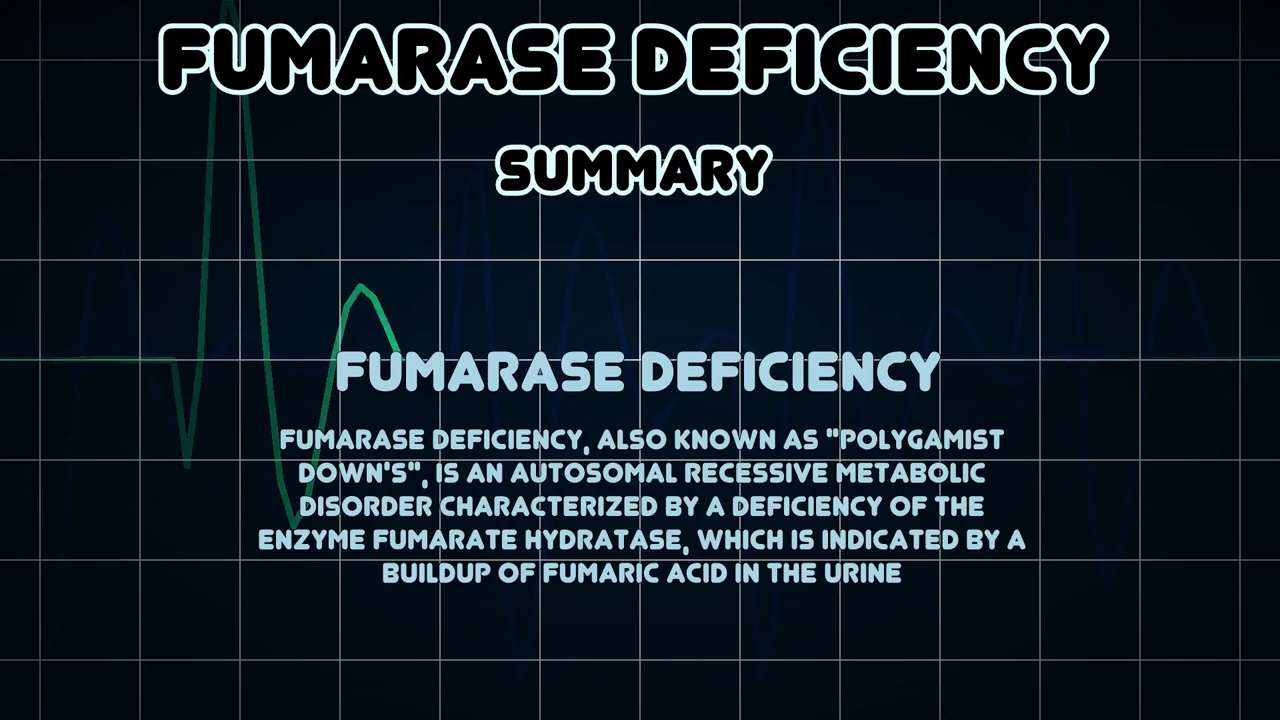 FUMARASE DEFICIENCY
SUMMARY
FUMARASE DEFICIENCY
FUMARASE DEFICIENCY, ALSO KNOWN AS "POLYGAMIST
DOWN'S", IS AN AUTOSOMAL RECESSIVE METABOLIC
DISORDER CHARACTERIZED BY A DEFICIENCY OF THE
ENZYME FUMARATE HYDRATASE, WHICH IS INDICATED BY A
BUILDUP OF FUMARIC ACID IN THE URINE